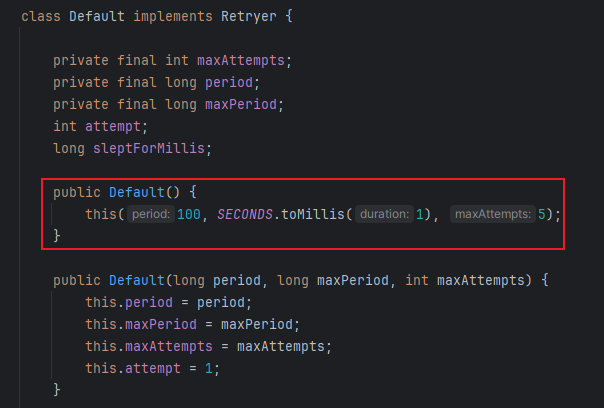 class Default implements Retryer {
private final int maxAttempts;
private final long period;
private final long maxPeriod;
int attempt;
long sleptForMillis;
public Default() {
this( period: 100, SECONDS.toMillis( duration: 1), maxAttempts: 5);
}
public Default(long period, long maxPeriod, int maxAttempts) {
this.period = period;
this.maxPeriod = maxPeriod;
this.maxAttempts = maxAttempts;
this.attempt = 1;
}